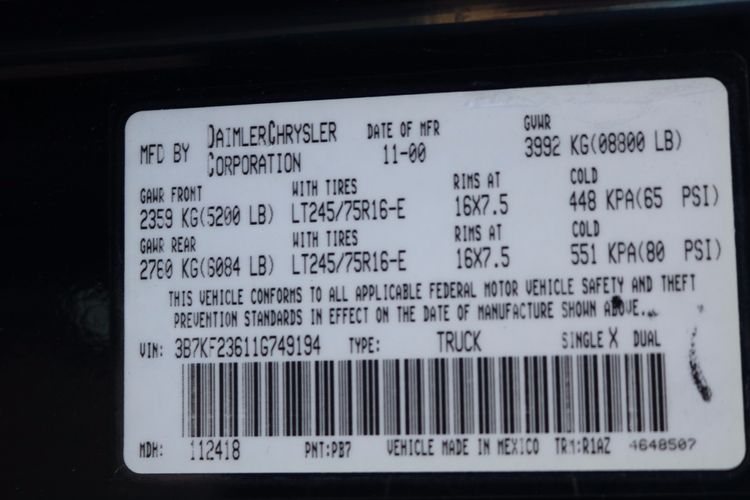 MFD BY DAIMLERCHRYSLER CORPORATION DATE OF MFR 11-00 GVWR 3992 KG(08800 LB)
GAWR FRONT WITH TIRES RIMS AT COLD
2359 KG(5200 LB) LT245/75R16-E 16X7.5 448 KPA(65 PSI)
GAWR REAR WITH TIRES RIMS AT COLD
2760 KG(6084 LB) LT245/75R16-E 16X7.5 551 KPA(80 PSI)
THIS VEHICLE CONFORMS TO ALL APPLICABLE FEDERAL MOTOR VEHICLE SAFETY AND THEFT
PREVENTION STANDARDS IN EFFECT ON THE DATE OF MANUFACTURE SHOWN ABOVE.
VIN: 3B7KF23611G749194 TYPE: TRUCK SINGLE X DUAL
MDH: 112418 PNT:PB7 VEHICLE MADE IN MEXICO TRM:R1AZ 4648507